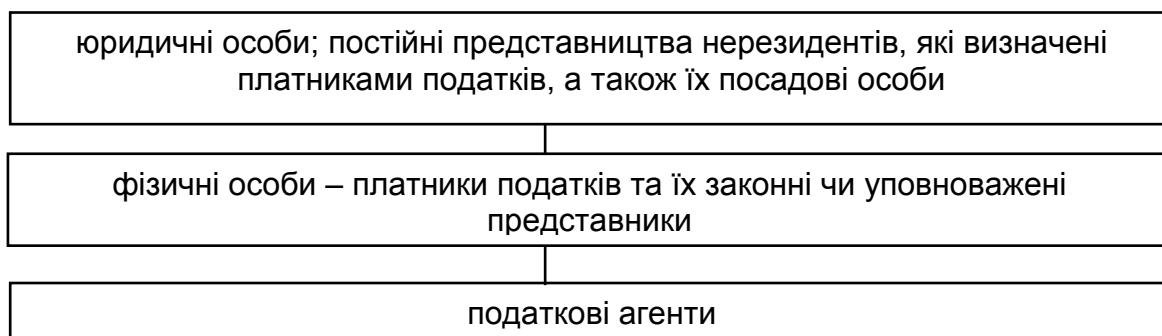 юридичні особи; постійні представництва нерезидентів, які визначені
платниками податків, а також їх посадові особи
фізичні особи – платники податків та їх законні чи уповноважені
представники
податкові агенти